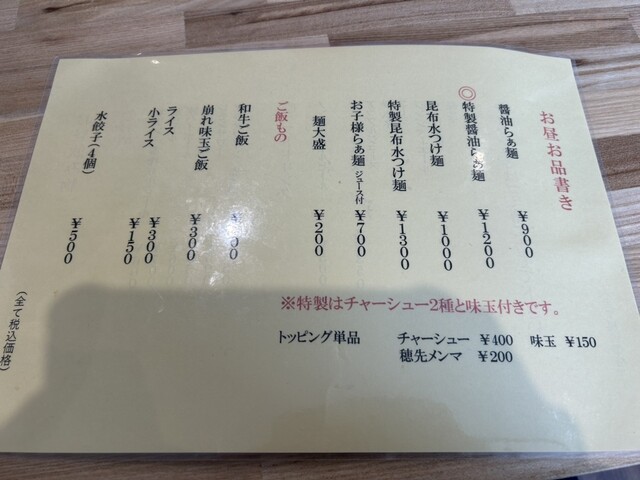 お昼お品書き
醤油らぁ麺 ¥900
◎特製醤油らぁ麺 ¥1200
昆布水つけ麺 ¥1000
特製昆布水つけ麺 ¥1300
お子様らぁ麺 ジュース付 ¥700
麺大盛 ¥200
ご飯もの
和牛ご飯
崩れ味玉ご飯 ¥300
ライス ¥300
小ライス ¥150
水餃子(4個) ¥500
※特製はチャーシュー2種と味玉付きです。
トッピング単品 チャーシュー ¥400 味玉 ¥150
穂先メンマ ¥200
(全て税込価格)